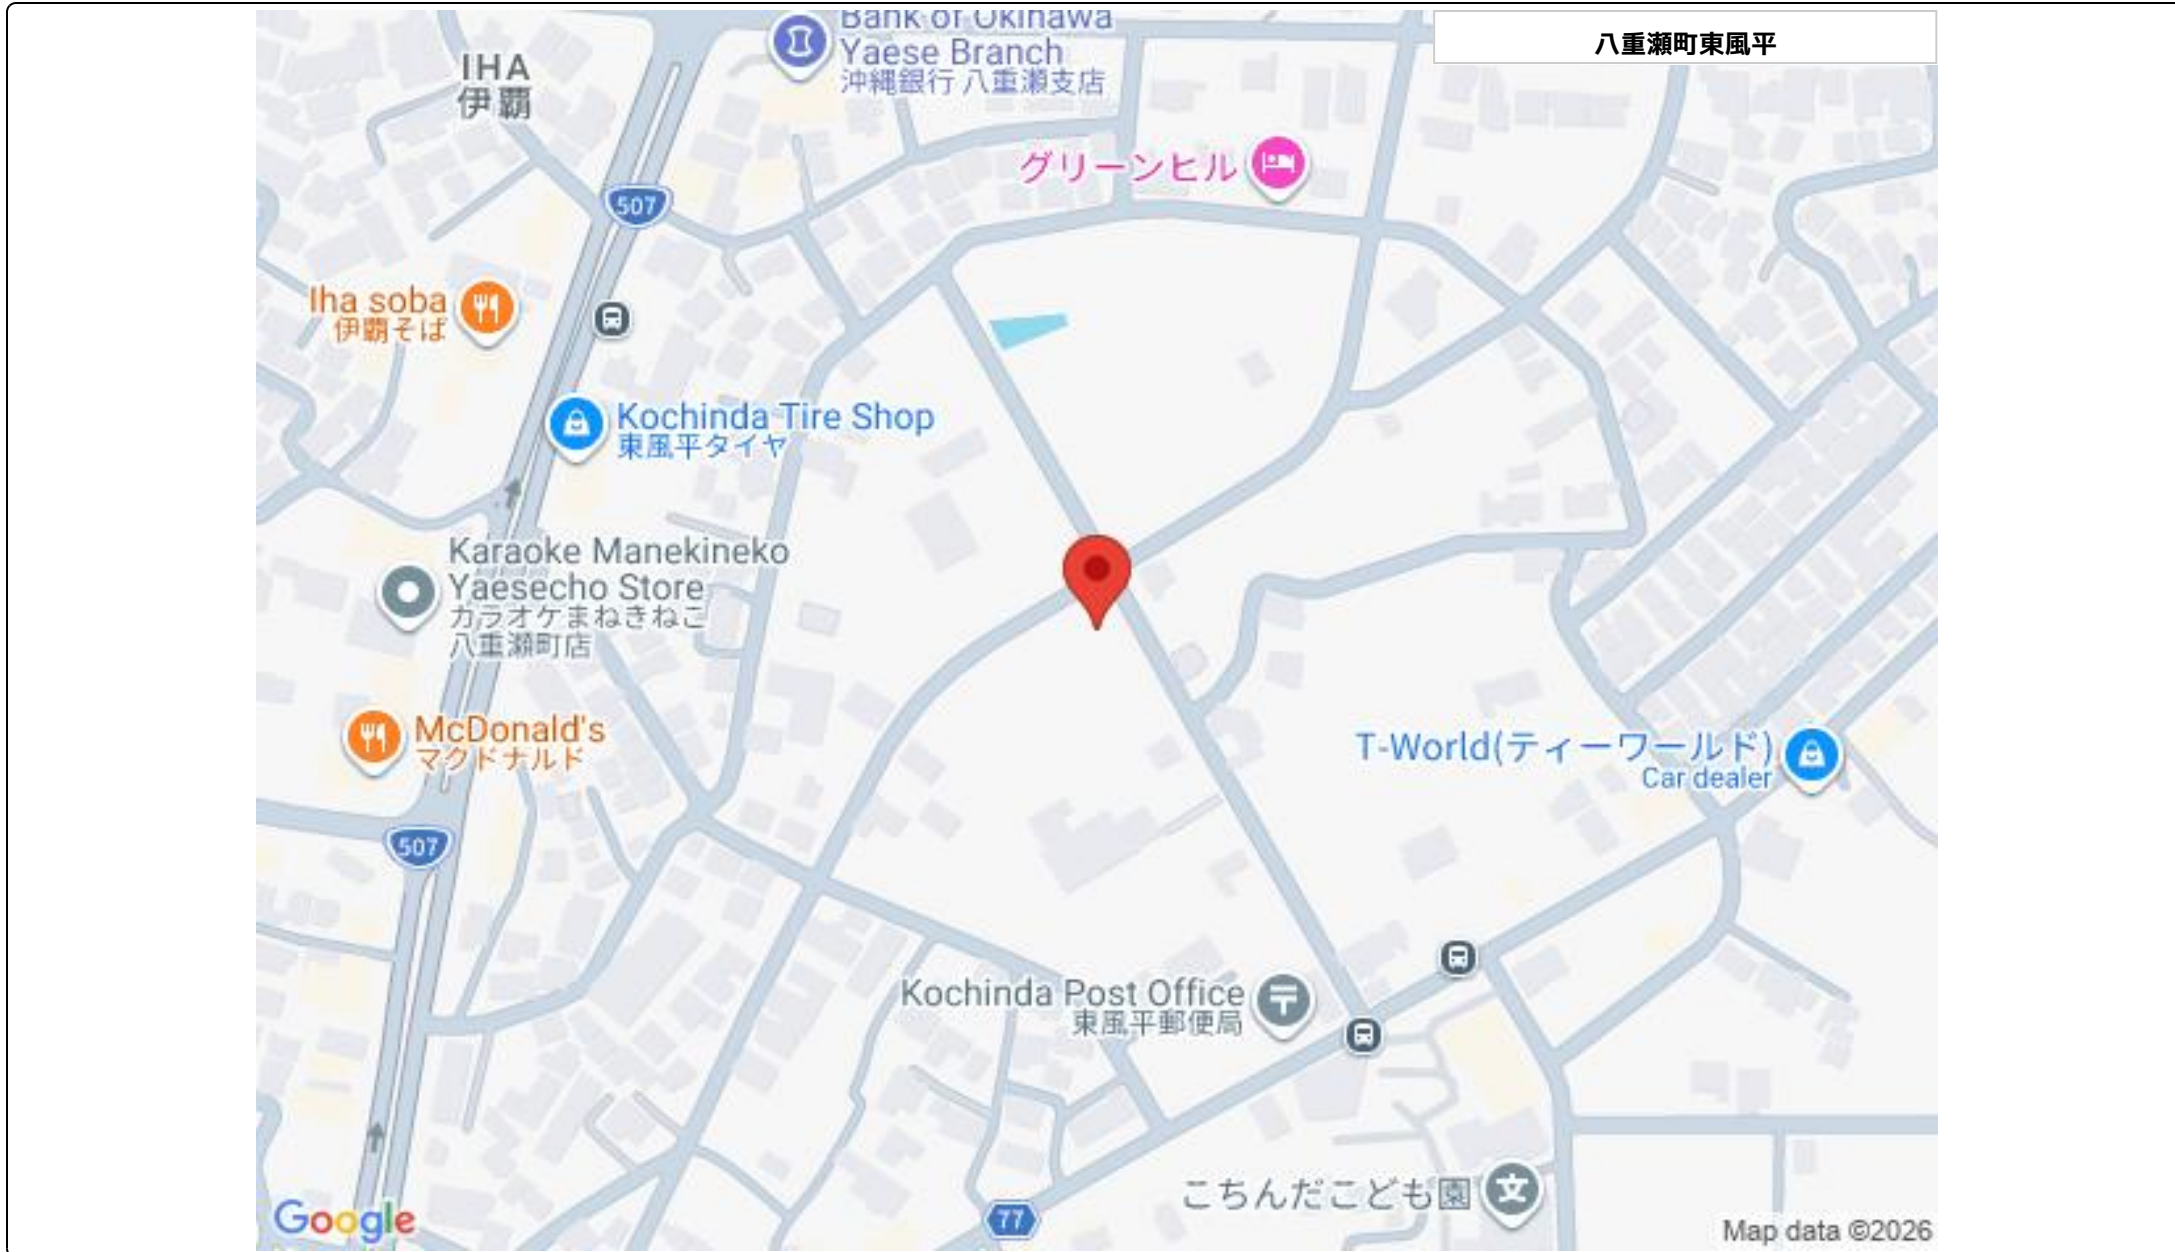 Bank of Okinawa
Yaese Branch
沖縄銀行 八重瀬支店
八重瀬町東風平
IHA
伊覇
グリーンヒル
507
Iha soba
伊覇そば
Kochinda Tire Shop
東風平タイヤ
Karaoke Manekineko
Yaesecho Store
カラオケまねきねこ
八重瀬町店
McDonald's
マクドナルド
T-World(ティーワールド)
Car dealer
507
Kochinda Post Office
東風平郵便局
こちんだこども園
文
77
Google
Map data ©2026